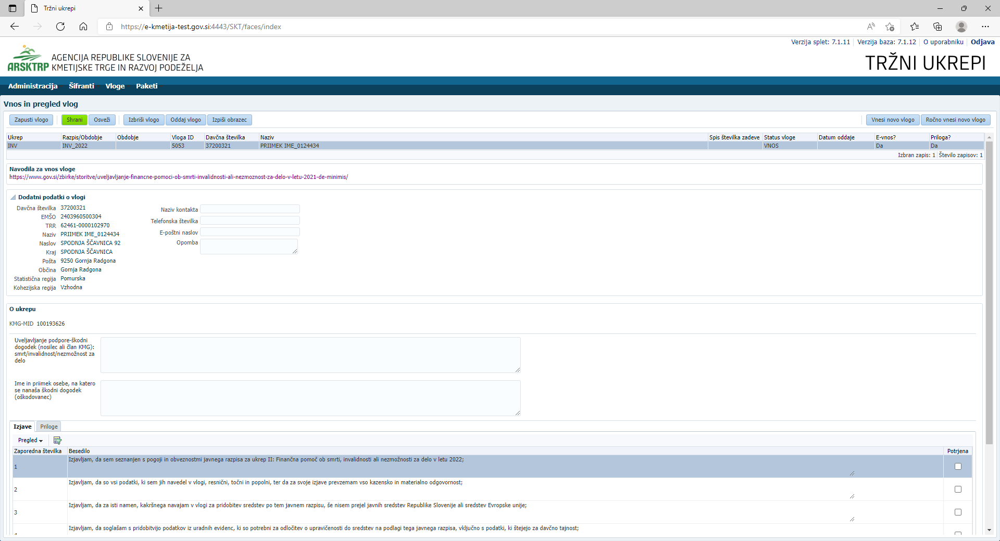 Tržni ukrepi
https://e-kmetija-test.gov.si:4443/SKT/faces/index
Verzija splet: 7.1.11 Verzija baza: 7.1.12 O uporabniku Odjava
ARSKTRP
AGENCIJA REPUBLIKE SLOVENIJE ZA
KMETIJSKE TRGE IN RAZVOJ PODEŽELJA
TRŽNI UKREPI
Administracija Šifranti Vloge Paketi
Vnos in pregled vlog
Zapusti vlogo Shrani Osveži Izbriši vlogo Oddaj vlogo Izpiši obrazec Vnesi novo vlogo Ročno vnesi novo vlogo
Ukrep Razpis/Obdobje Obdobje Vloga ID Davčna številka Naziv Spis številka zadeve Status vloge Datum oddaje E-vnos? Priloga?
INV INV_2022 5053 37200321 PRIIMEK IME_0124434 VNOS Da Da
Izbran zapis: 1 Število zapisov: 1
Navodila za vnos vloge
https://www.gov.si/zbirke/storitve/uveljavljanje-financne-pomoci-ob-smrti-invalidnosti-ali-nezmoznost-za-delo-v-letu-2021-de-minimis/
Dodatni podatki o vlogi
Davčna številka 37200321
EMŠO 2403960500304
TRR 62461-0000102970
Naziv PRIIMEK IME_0124434
Naslov SPODNJA ŠČAVNICA 92
Kraj SPODNJA ŠČAVNICA
Pošta 9250 Gornja Radgona
Občina Gornja Radgona
Statistična regija Pomurska
Kohezijska regija Vzhodna
Naziv kontakta
Telefonska številka
E-poštni naslov
Opomba
O ukrepu
KMG-MID 100193626
Uveljavljanje podpore-škodni
dogodek (nosilec ali član KMG):
smrt/invalidnost/nezmožnost za
delo
Ime in priimek osebe, na katero
se nanaša škodni dogodek
(oškodovanec)
Izjave Priloge
Pregled
Zaporedna številka Besedilo Potrjena
1 Izjavljam, da sem seznanjen s pogoji in obveznostmi javnega razpisa za ukrep II: Finančna pomoč ob smrti, invalidnosti ali nezmožnosti za delo v letu 2022;
2 Izjavljam, da so vsi podatki, ki sem jih navedel v vlogi, resnični, točni in popolni, ter da za svoje izjave prevzemam vso kazensko in materialno odgovornost;
3 Izjavljam, da za isti namen, kakršnega navajam v vlogi za pridobitev sredstev po tem javnem razpisu, še nisem prejel javnih sredstev Republike Slovenije ali sredstev Evropske unije;
Izjavljam, da soglašam s pridobitvijo podatkov iz uradnih evidenc, ki so potrebni za odločitev o upravičenosti do sredstev na podlagi tega javnega razpisa, vključno s podatki, ki štejejo za davčno tajnost;